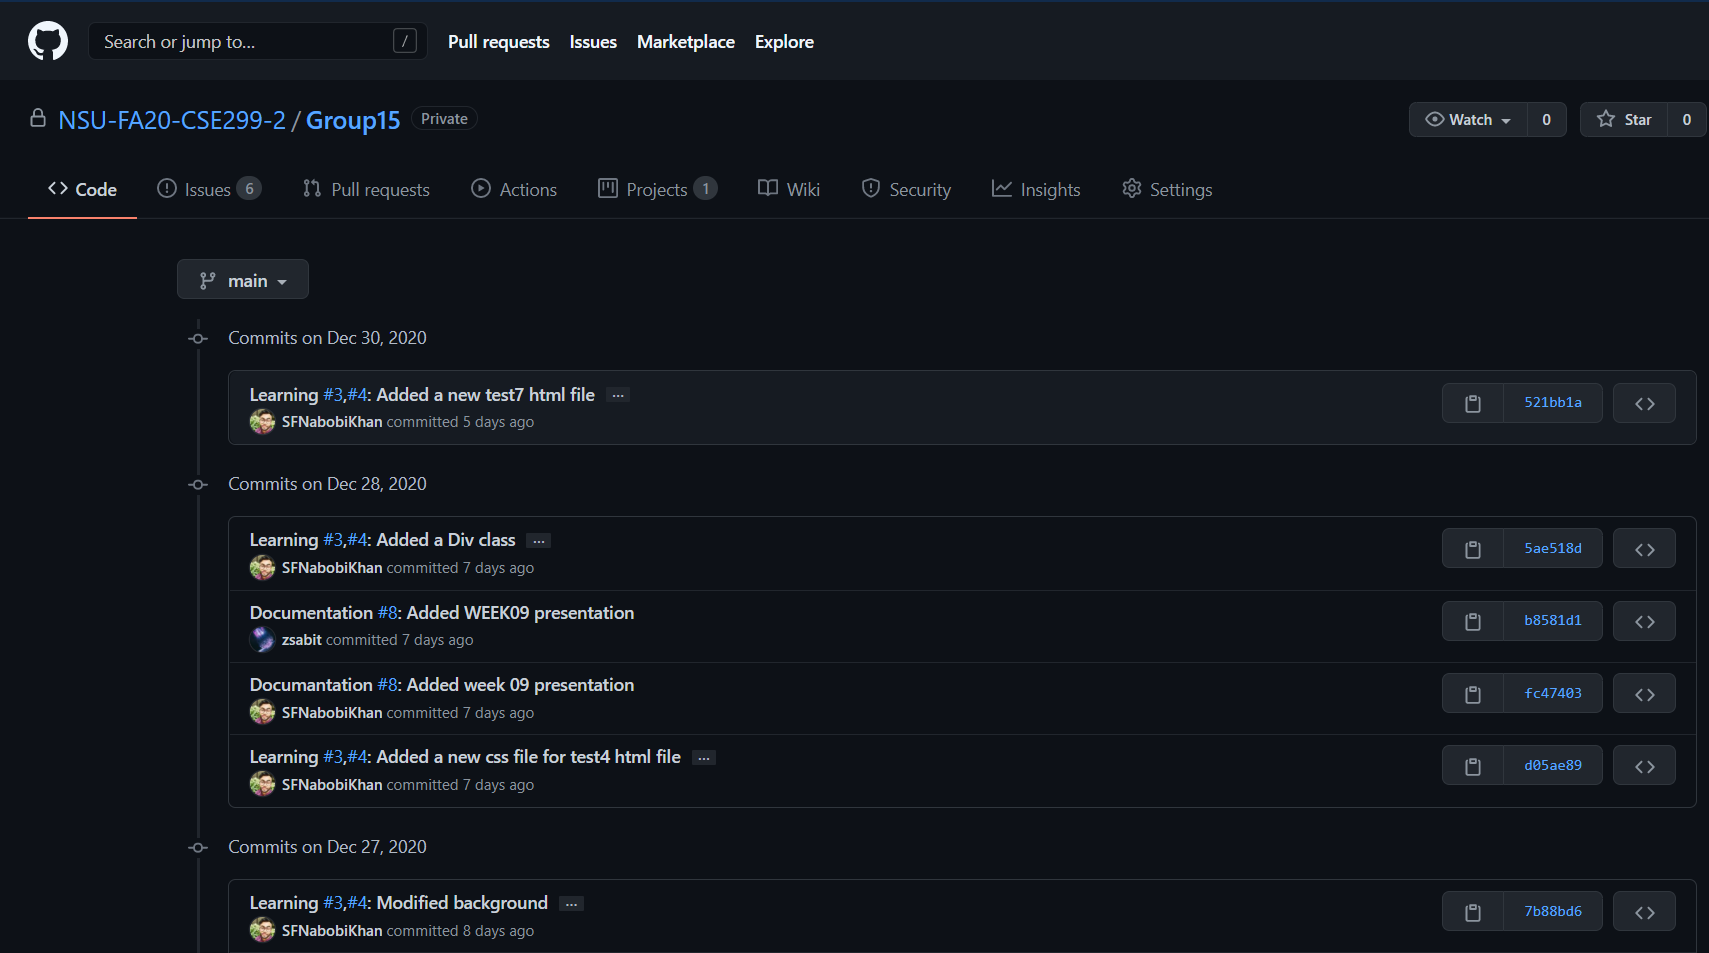 Search or jump to... /
Pull requests Issues Marketplace Explore
NSU-FA20-CSE299-2 / Group15 Private
Watch 0 Star 0
Code Issues 6 Pull requests Actions Projects 1 Wiki Security Insights Settings
main
Commits on Dec 30, 2020
Learning #3,#4: Added a new test7 html file ...
521bb1a
SFNabobiKhan committed 5 days ago
Commits on Dec 28, 2020
Learning #3,#4: Added a Div class ...
5ae518d
SFNabobiKhan committed 7 days ago
Documentation #8: Added WEEK09 presentation
b8581d1
zsabit committed 7 days ago
Documantation #8: Added week 09 presentation
fc47403
SFNabobiKhan committed 7 days ago
Learning #3,#4: Added a new css file for test4 html file ...
d05ae89
SFNabobiKhan committed 7 days ago
Commits on Dec 27, 2020
Learning #3,#4: Modified background ...
7b88bd6
SFNabobiKhan committed 8 days ago